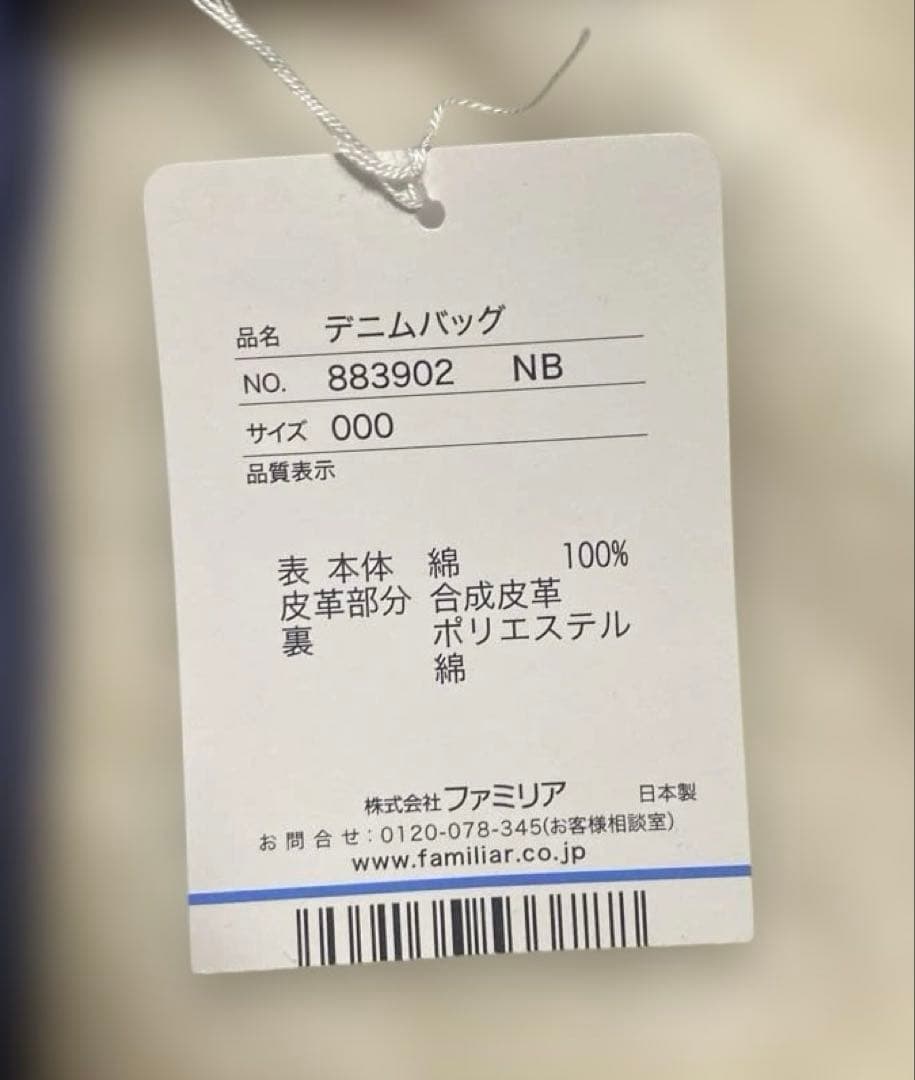 品名 デニムバッグ
NO. 883902 NB
サイズ 000
品質表示
表 本体 綿 100%
皮革部分 合成皮革
裏 ポリエステル
綿
株式会社ファミリア 日本製
お問合せ:0120-078-345(お客様相談室)
www.familiar.co.jp